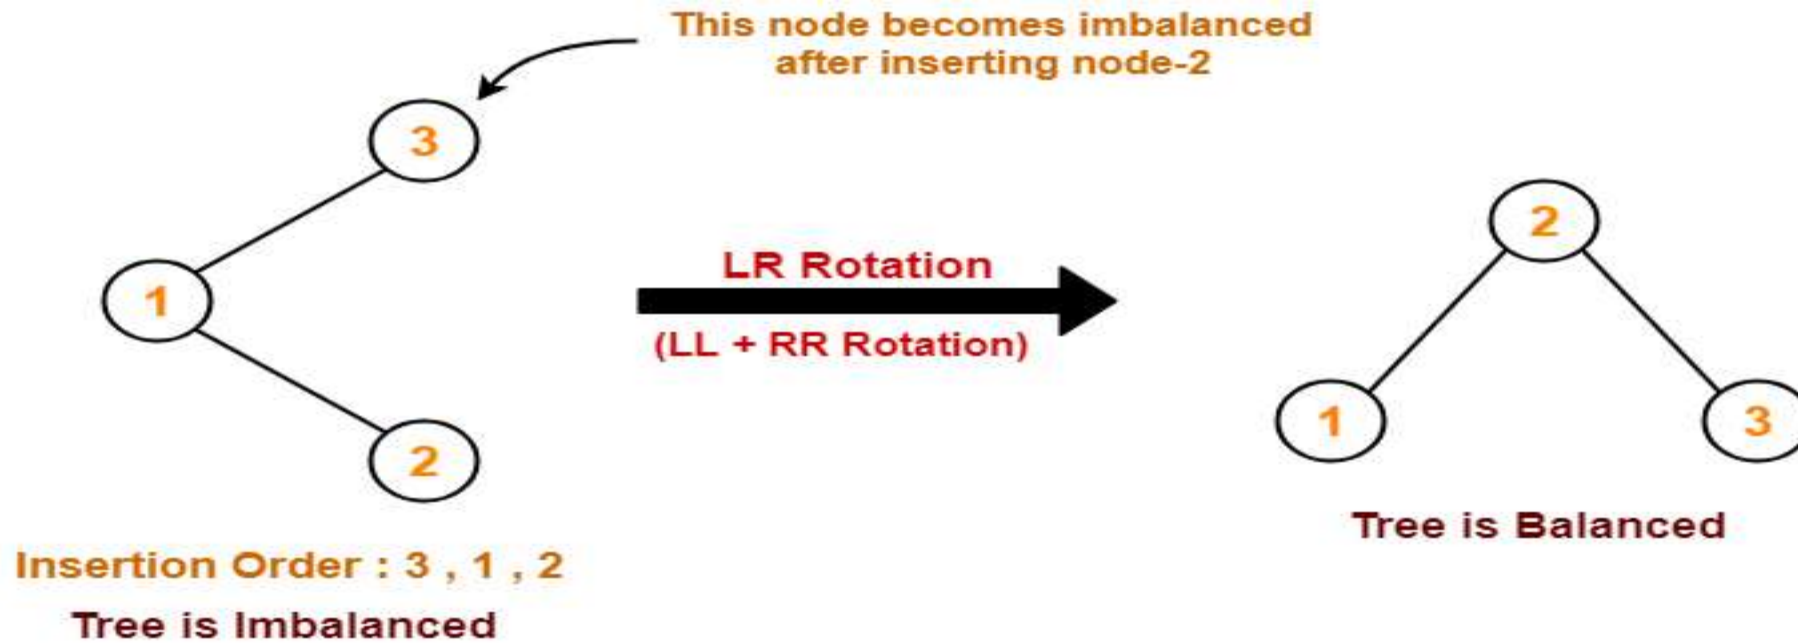 This node becomes imbalanced
after inserting node-2
3
1
2
LR Rotation
(LL + RR Rotation)
2
1
3
Tree is Balanced
Insertion Order : 3 , 1 , 2
Tree is Imbalanced